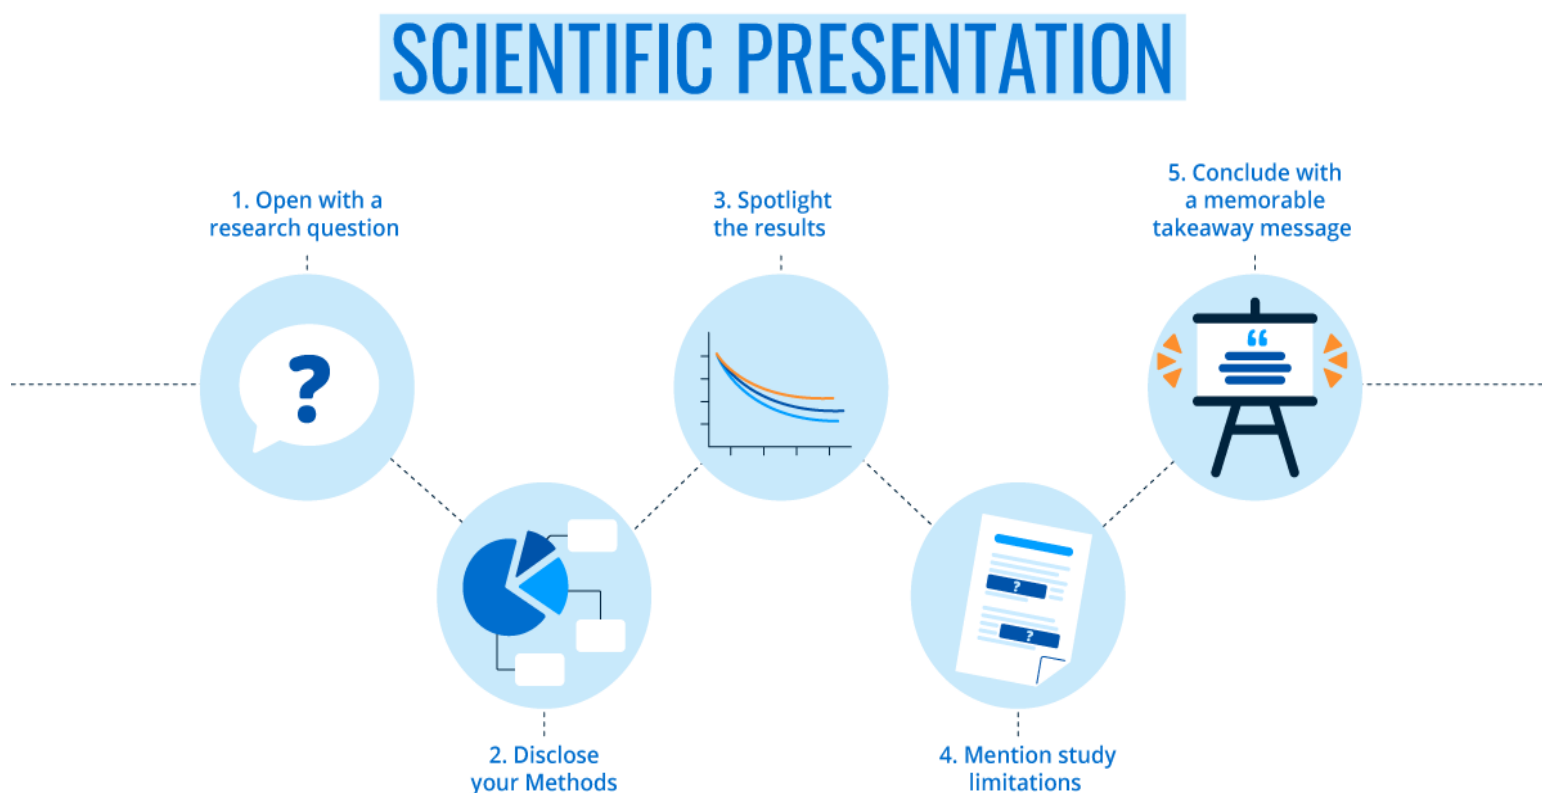 SCIENTIFIC PRESENTATION
1. Open with a
research question
?
2. Disclose
your Methods
3. Spotlight
the results
4. Mention study
limitations
?
?
5. Conclude with
a memorable
takeaway message
“